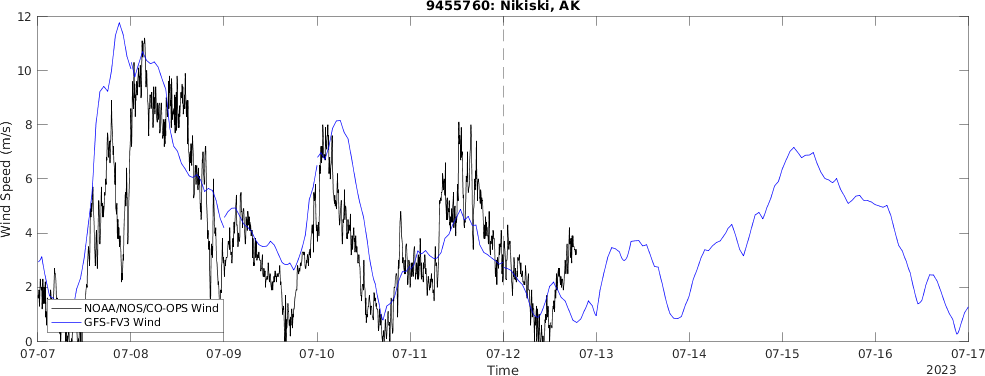 9455760: Nikiski, AK
Wind Speed (m/s)
12
10
8
6
4
2
0
NOAA/NOS/CO-OPS Wind
GFS-FV3 Wind
07-07 07-08 07-09 07-10 07-11 07-12 07-13 07-14 07-15 07-16 07-17
Time
2023